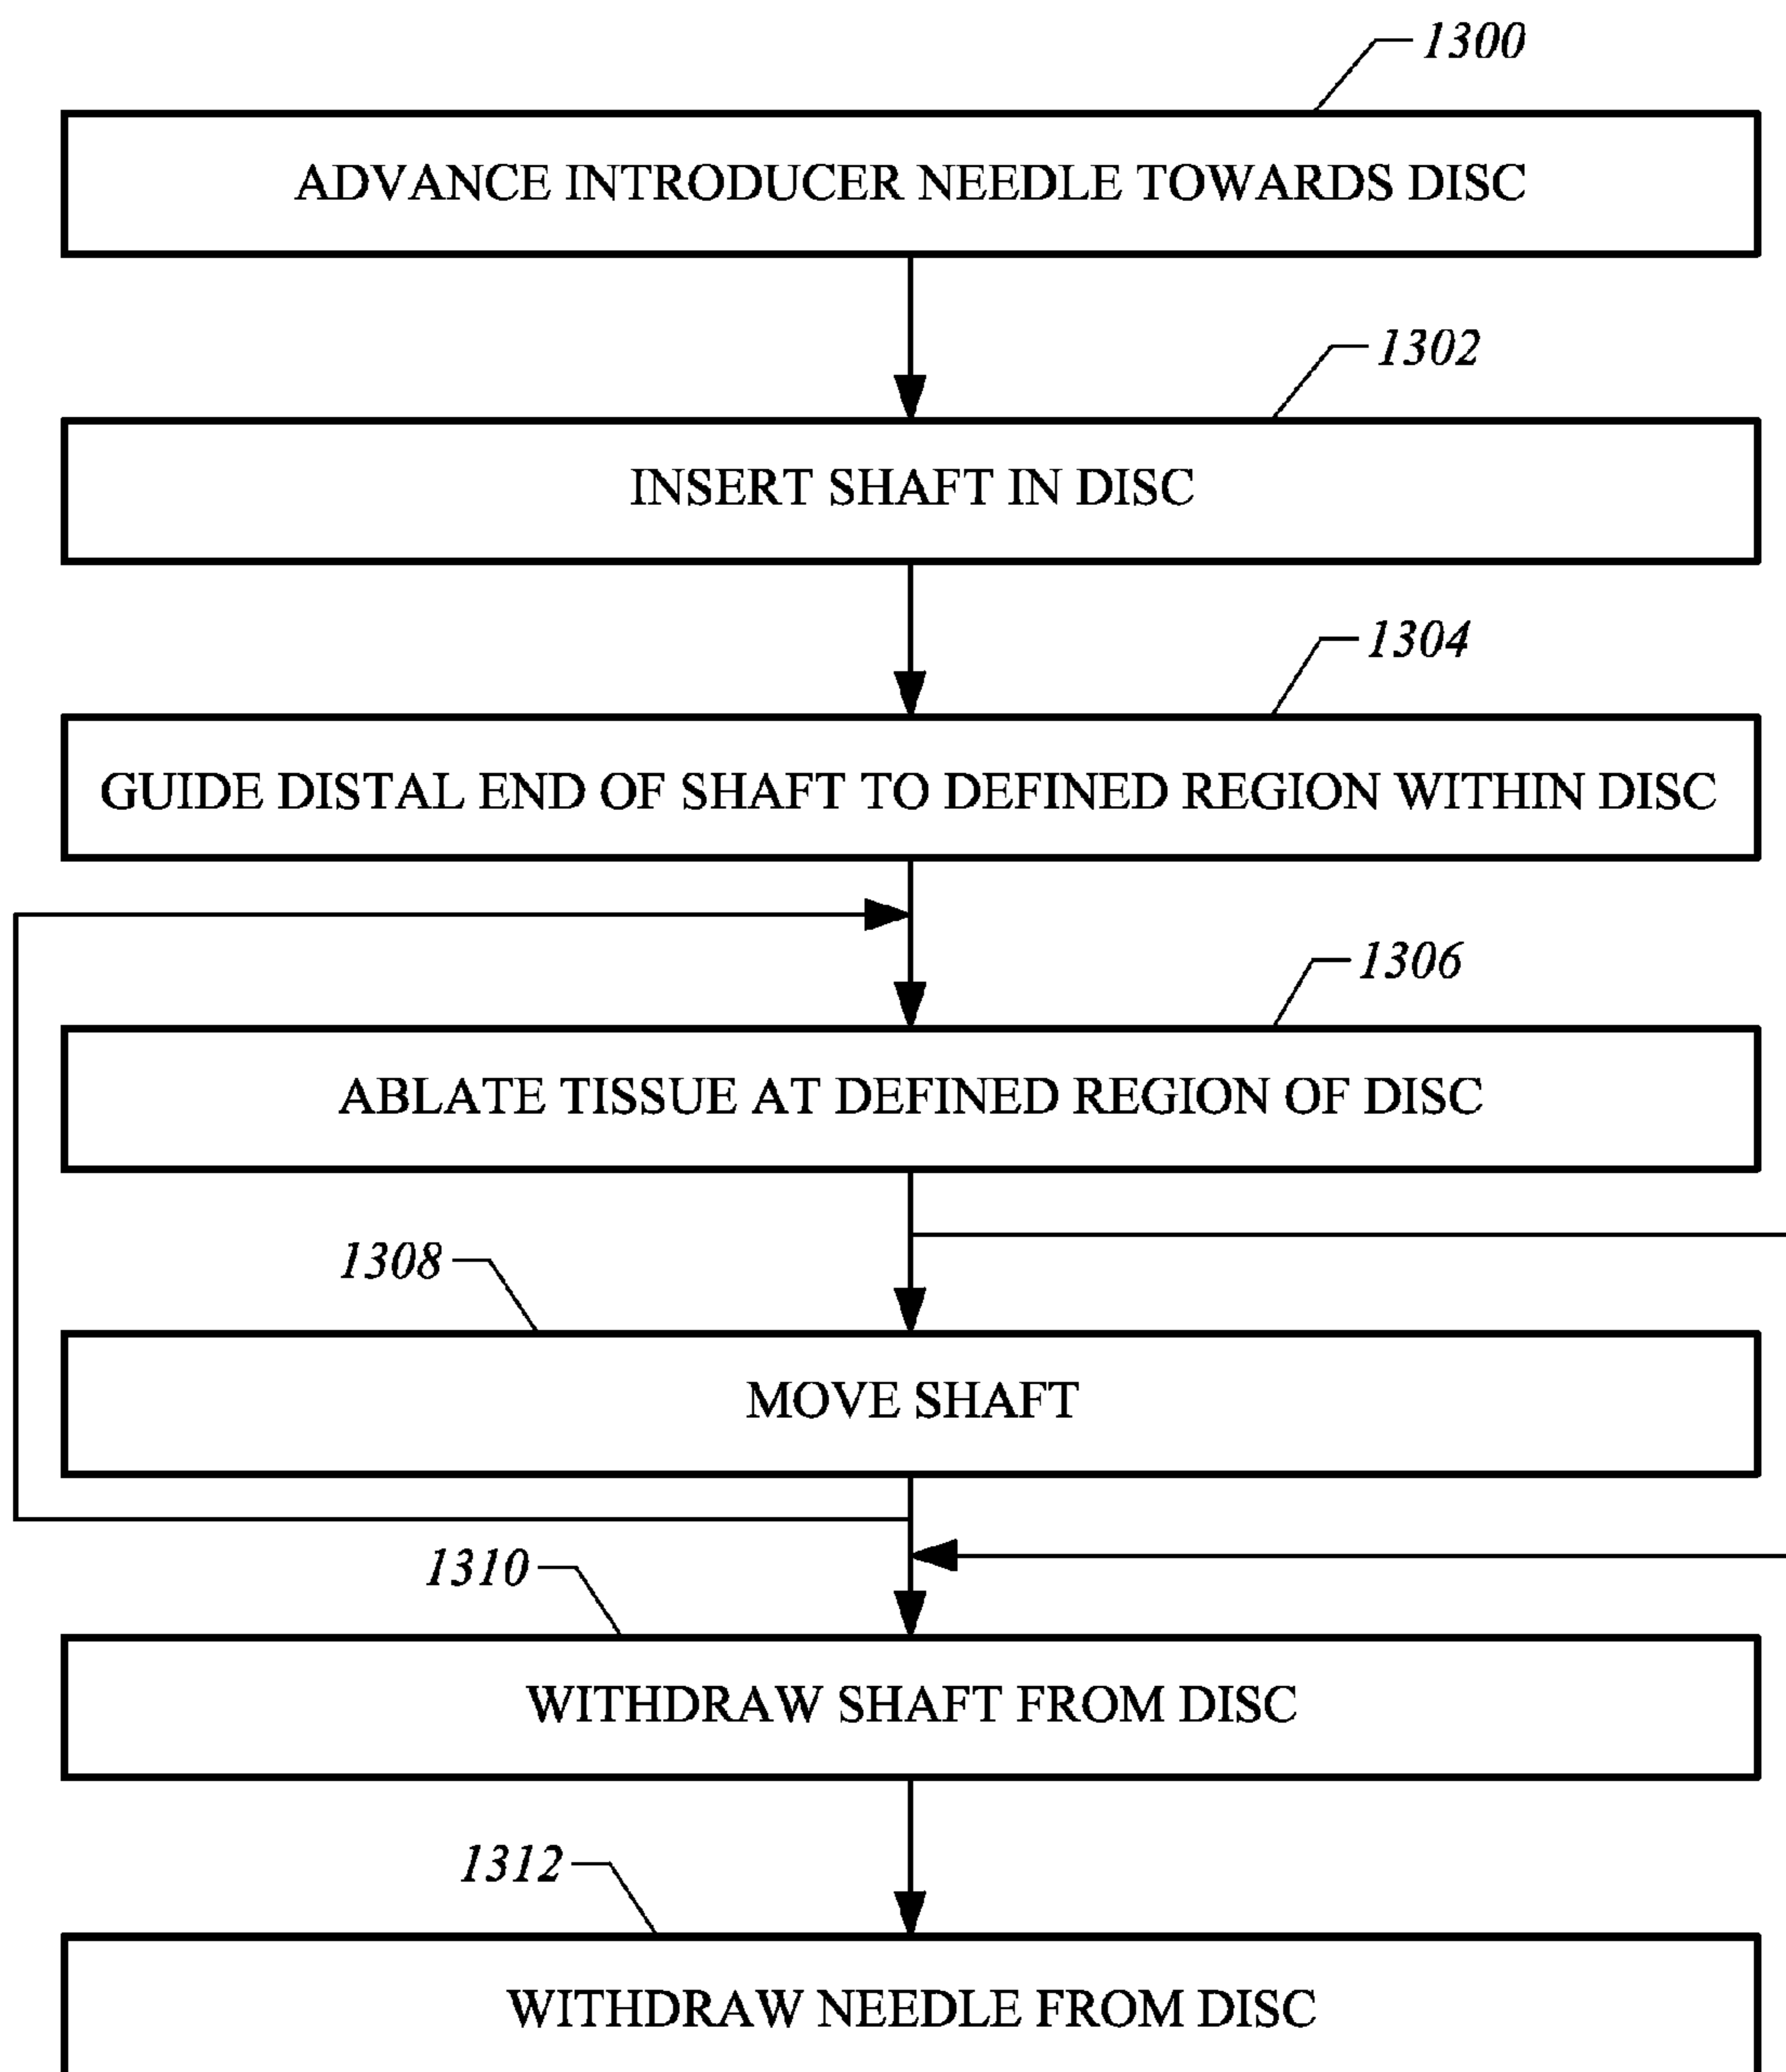 1300
ADVANCE INTRODUCER NEEDLE TOWARDS DISC
1302
INSERT SHAFT IN DISC
1304
GUIDE DISTAL END OF SHAFT TO DEFINED REGION WITHIN DISC
1306
ABLATE TISSUE AT DEFINED REGION OF DISC
1308
MOVE SHAFT
1310
WITHDRAW SHAFT FROM DISC
1312
WITHDRAW NEEDLE FROM DISC